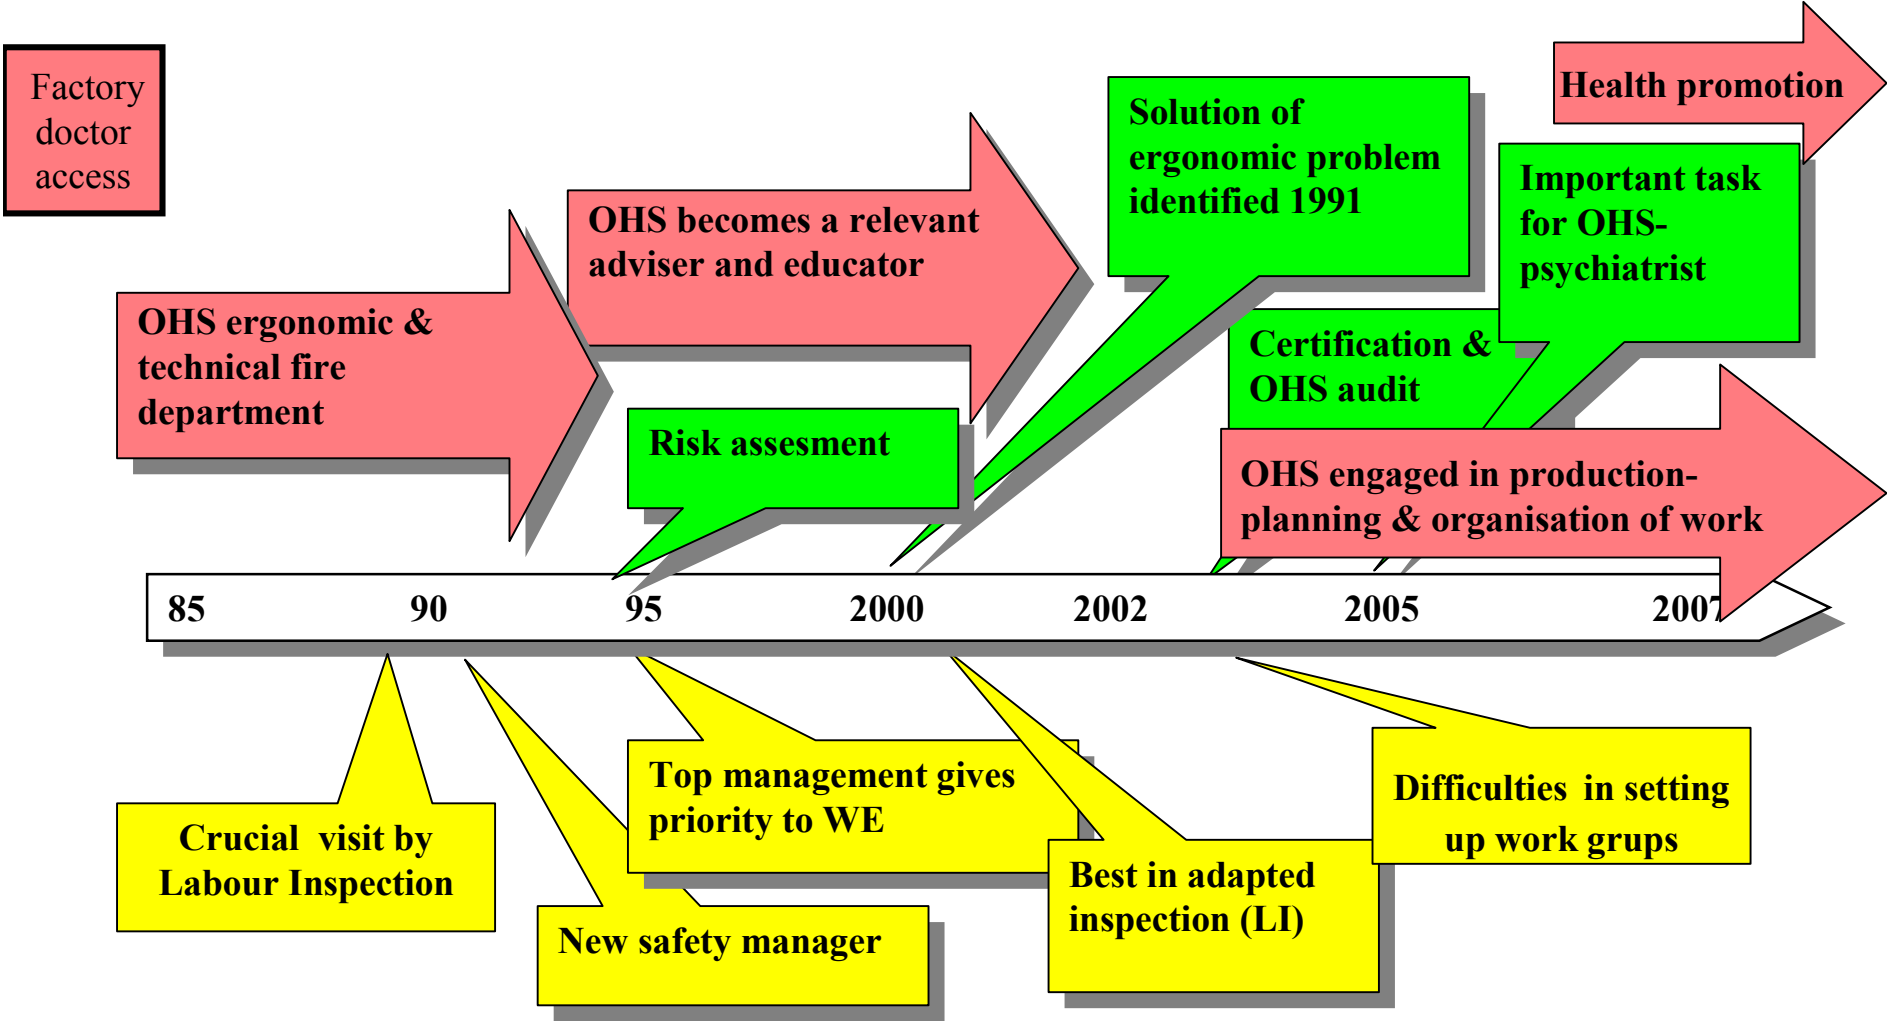 Factory
doctor
access
Health promotion
Solution of
ergonomic problem
identified 1991
Important task
for OHS-
psychiatrist
OHS becomes a relevant
adviser and educator
OHS ergonomic &
technical fire
department
Certification &
OHS audit
Risk assesment
OHS engaged in production-
planning & organisation of work
85 90 95 2000 2002 2005 2007
Crucial visit by
Labour Inspection
New safety manager
Top management gives
priority to WE
Best in adapted
inspection (LI)
Difficulties in setting
up work grups